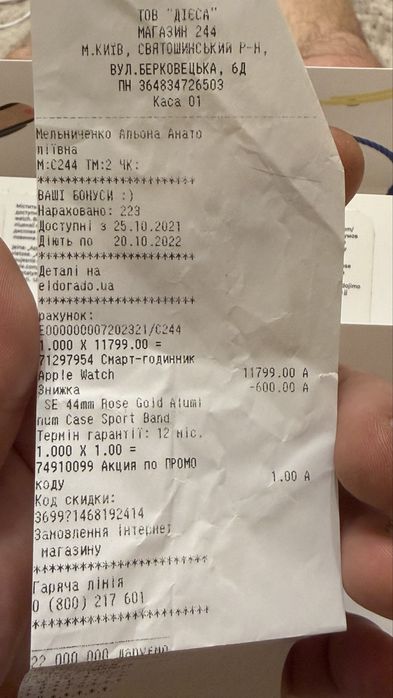 ТОВ "ДІЄСА"
МАГАЗИН 244
М.КИЇВ, СВЯТОШИНСЬКИЙ Р-Н,
ВУЛ.БЕРКОВЕЦЬКА, 6Д
ПН 364834726503
Каса 01
Мельниченко Альона Анато
ліївна
М:С244 ТМ:2 ЧК:
************************
ВАШІ БОНУСИ :)
Нараховано: 223
Доступні з 25.10.2021
Діють по 20.10.2022
************************
Деталі на
eldorado.ua
************************
рахунок:
E000000007202321/C244
1.000 X 11799.00 =
71297954 Смарт-годинник
Apple Watch 11799.00 А
Знижка -600.00 А
SE 44mm Rose Gold Alumi
num Case Sport Band
Термін гарантії: 12 міс.
1.000 X 1.00 =
74910099 Акция по ПРОМО
коду 1.00 А
Код скидки:
3699?1468192414
Замовлення Інтернет
магазину
************************
Гаряча лінія
0 (800) 217 601
************************
22 000 000